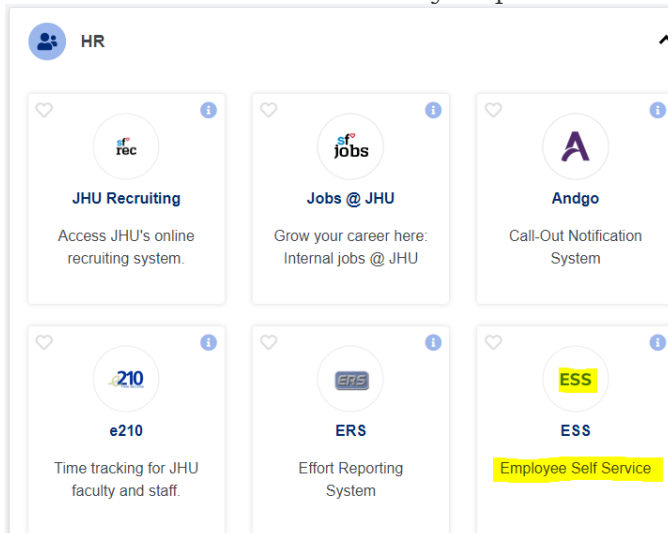 HR
sf
rec
JHU Recruiting
Access JHU's online
recruiting system.
sf
jobs
Jobs @ JHU
Grow your career here:
Internal jobs @ JHU
A
Andgo
Call-Out Notification
System
e210
e210
Time tracking for JHU
faculty and staff.
ERS
ERS
Effort Reporting
System
ESS
ESS
Employee Self Service